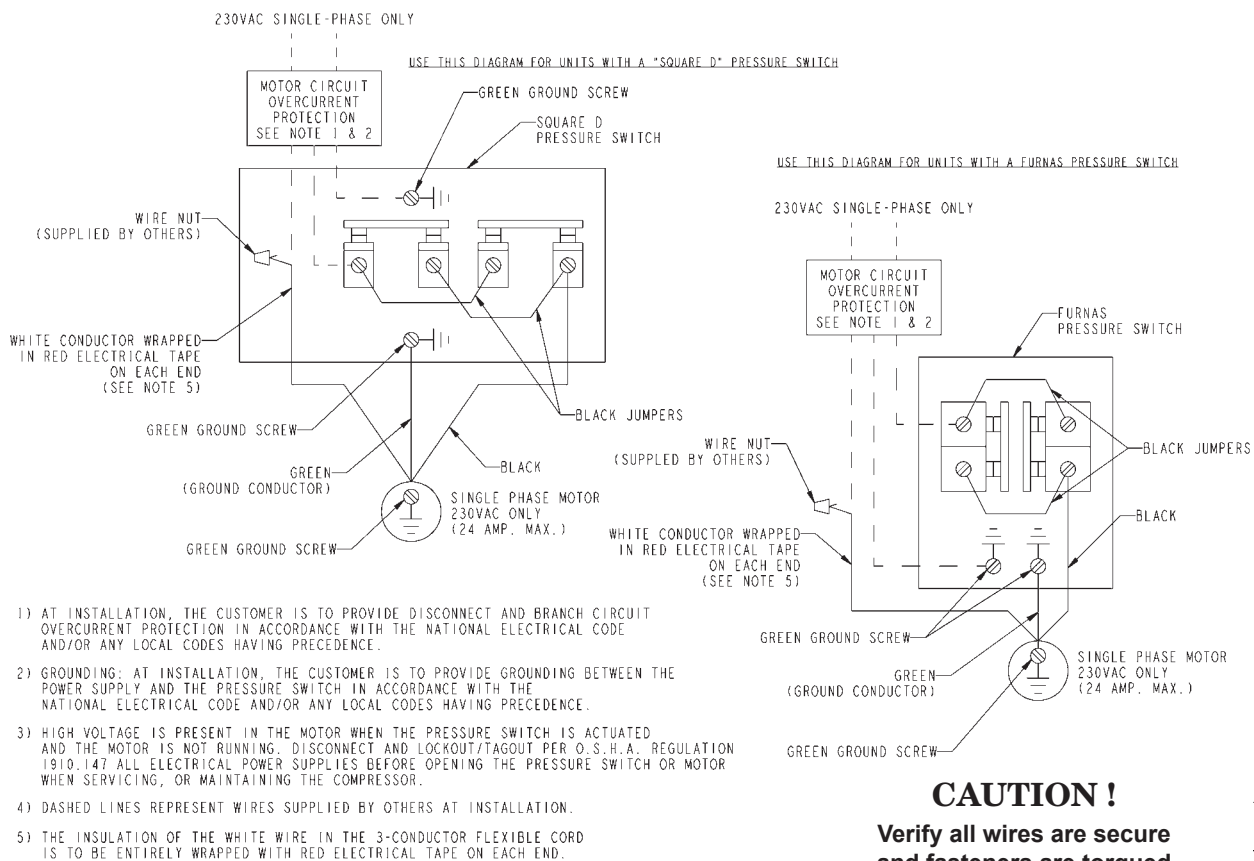 230VAC SINGLE-PHASE ONLY
USE THIS DIAGRAM FOR UNITS WITH A "SQUARE D" PRESSURE SWITCH
MOTOR CIRCUIT
OVERCURRENT
PROTECTION
SEE NOTE 1 & 2
GREEN GROUND SCREW
SQUARE D
PRESSURE SWITCH
WIRE NUT
(SUPPLIED BY OTHERS)
WHITE CONDUCTOR WRAPPED
IN RED ELECTRICAL TAPE
ON EACH END
(SEE NOTE 5)
GREEN GROUND SCREW
BLACK JUMPERS
GREEN
(GROUND CONDUCTOR)
BLACK
SINGLE PHASE MOTOR
230VAC ONLY
(24 AMP. MAX.)
GREEN GROUND SCREW
USE THIS DIAGRAM FOR UNITS WITH A FURNAS PRESSURE SWITCH
230VAC SINGLE-PHASE ONLY
MOTOR CIRCUIT
OVERCURRENT
PROTECTION
SEE NOTE 1 & 2
FURNAS
PRESSURE SWITCH
WIRE NUT
(SUPPLED BY OTHERS)
BLACK JUMPERS
BLACK
WHITE CONDUCTOR WRAPPED
IN RED ELECTRICAL TAPE
ON EACH END
(SEE NOTE 5)
GREEN GROUND SCREW
GREEN
(GROUND CONDUCTOR)
SINGLE PHASE MOTOR
230VAC ONLY
(24 AMP. MAX.)
GREEN GROUND SCREW
1) AT INSTALLATION, THE CUSTOMER IS TO PROVIDE DISCONNECT AND BRANCH CIRCUIT
OVERCURRENT PROTECTION IN ACCORDANCE WITH THE NATIONAL ELECTRICAL CODE
AND/OR ANY LOCAL CODES HAVING PRECEDENCE.
2) GROUNDING: AT INSTALLATION, THE CUSTOMER IS TO PROVIDE GROUNDING BETWEEN THE
POWER SUPPLY AND THE PRESSURE SWITCH IN ACCORDANCE WITH THE
NATIONAL ELECTRICAL CODE AND/OR ANY LOCAL CODES HAVING PRECEDENCE.
3) HIGH VOLTAGE IS PRESENT IN THE MOTOR WHEN THE PRESSURE SWITCH IS ACTUATED
AND THE MOTOR IS NOT RUNNING. DISCONNECT AND LOCKOUT/TAGOUT PER O.S.H.A. REGULATION
1910.147 ALL ELECTRICAL POWER SUPPLIES BEFORE OPENING THE PRESSURE SWITCH OR MOTOR
WHEN SERVICING, OR MAINTAINING THE COMPRESSOR.
4) DASHED LINES REPRESENT WIRES SUPPLIED BY OTHERS AT INSTALLATION.
5) THE INSULATION OF THE WHITE WIRE IN THE 3-CONDUCTOR FLEXIBLE CORD
IS TO BE ENTIRELY WRAPPED WITH RED ELECTRICAL TAPE ON EACH END.
CAUTION !
Verify all wires are secure
and fasteners are torqued